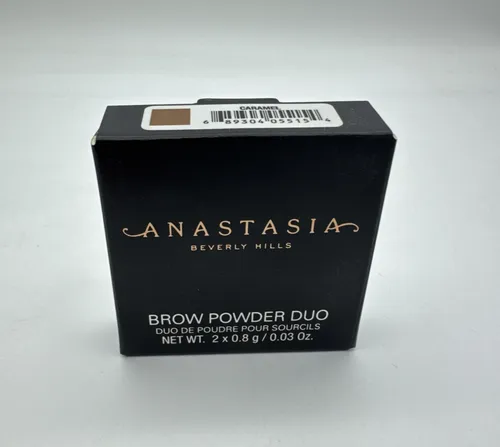 CARAMEL
6 89304 05515 4
ANASTASIA
BEVERLY HILLS
BROW POWDER DUO
DUO DE POUDRE POUR SOURCILS
NET WT. 2 x 0.8 g / 0.03 Oz.